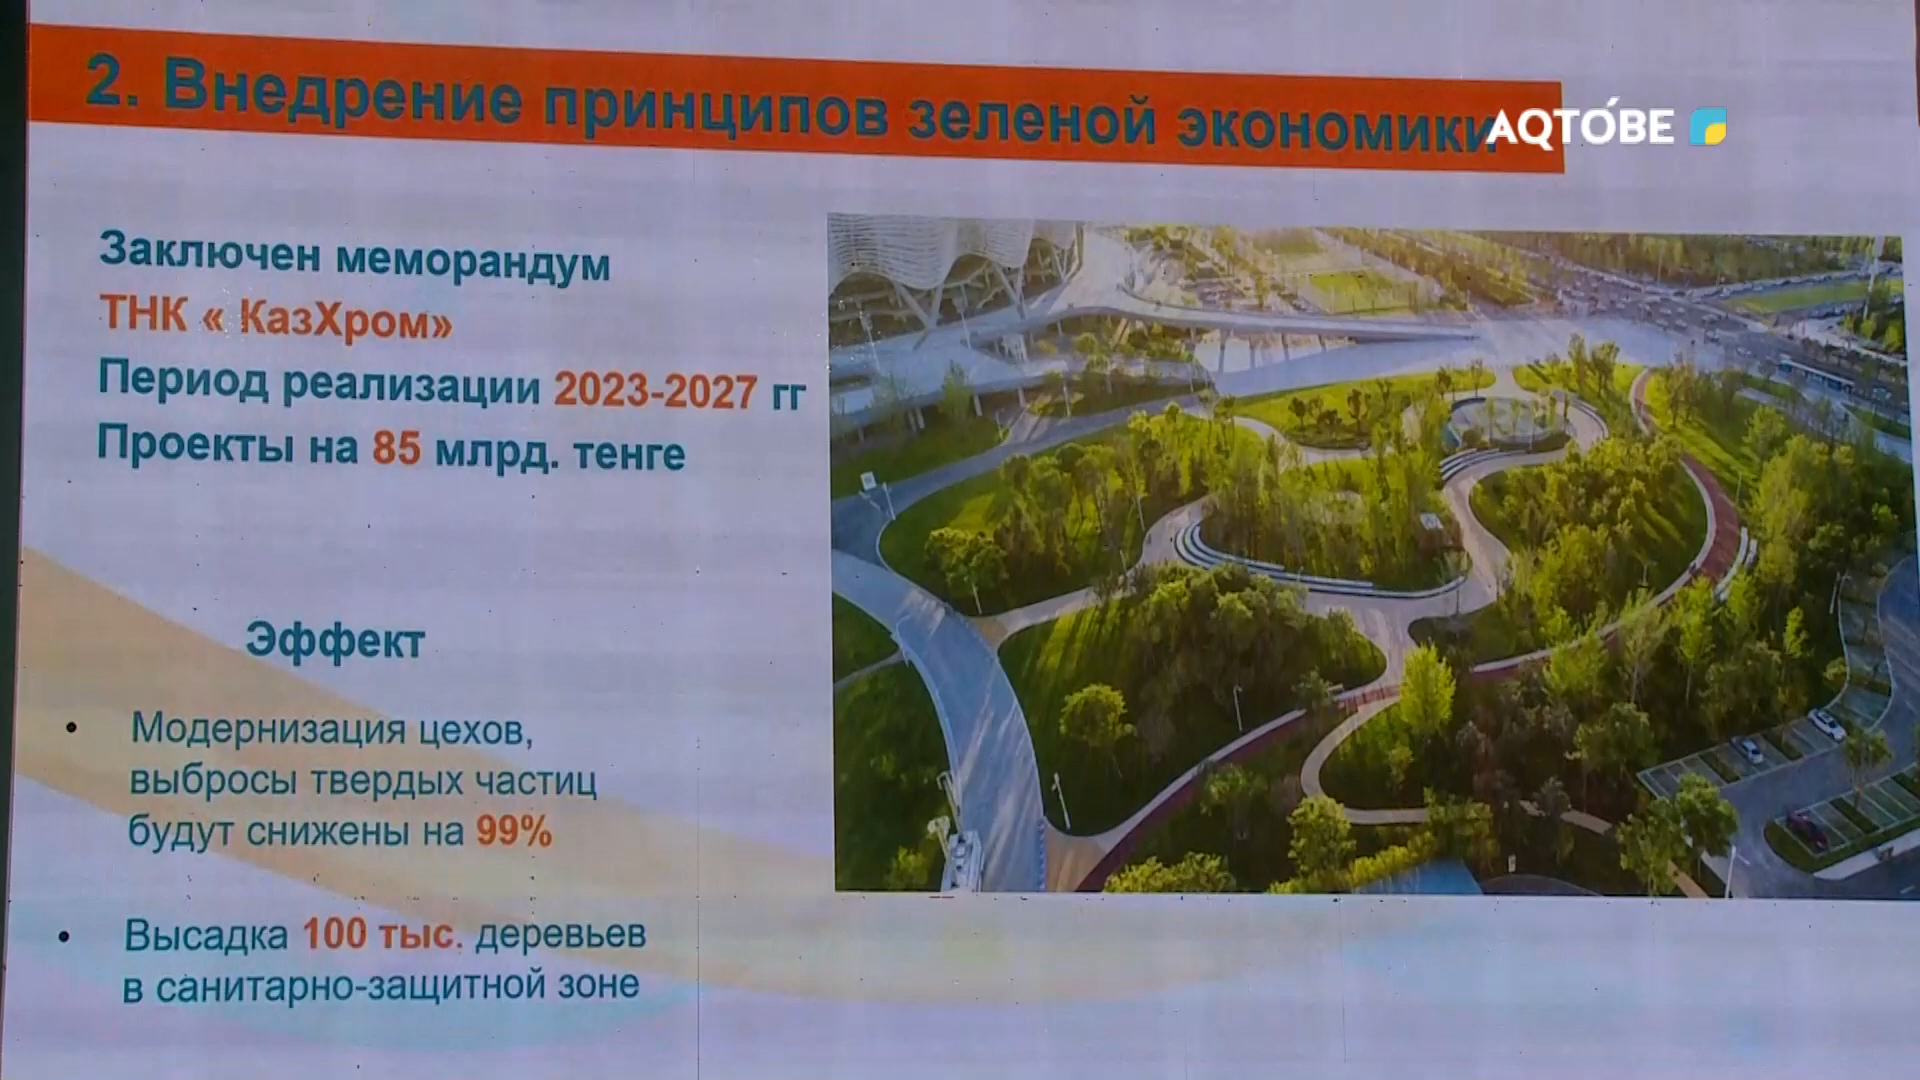 2. Внедрение принципов зеленой экономики
AQTÓBE
Заключен меморандум
ТНК « КазХром»
Период реализации 2023-2027 гг
Проекты на 85 млрд. тенге
Эффект
• Модернизация цехов,
выбросы твердых частиц
будут снижены на 99%
• Высадка 100 тыс. деревьев
в санитарно-защитной зоне